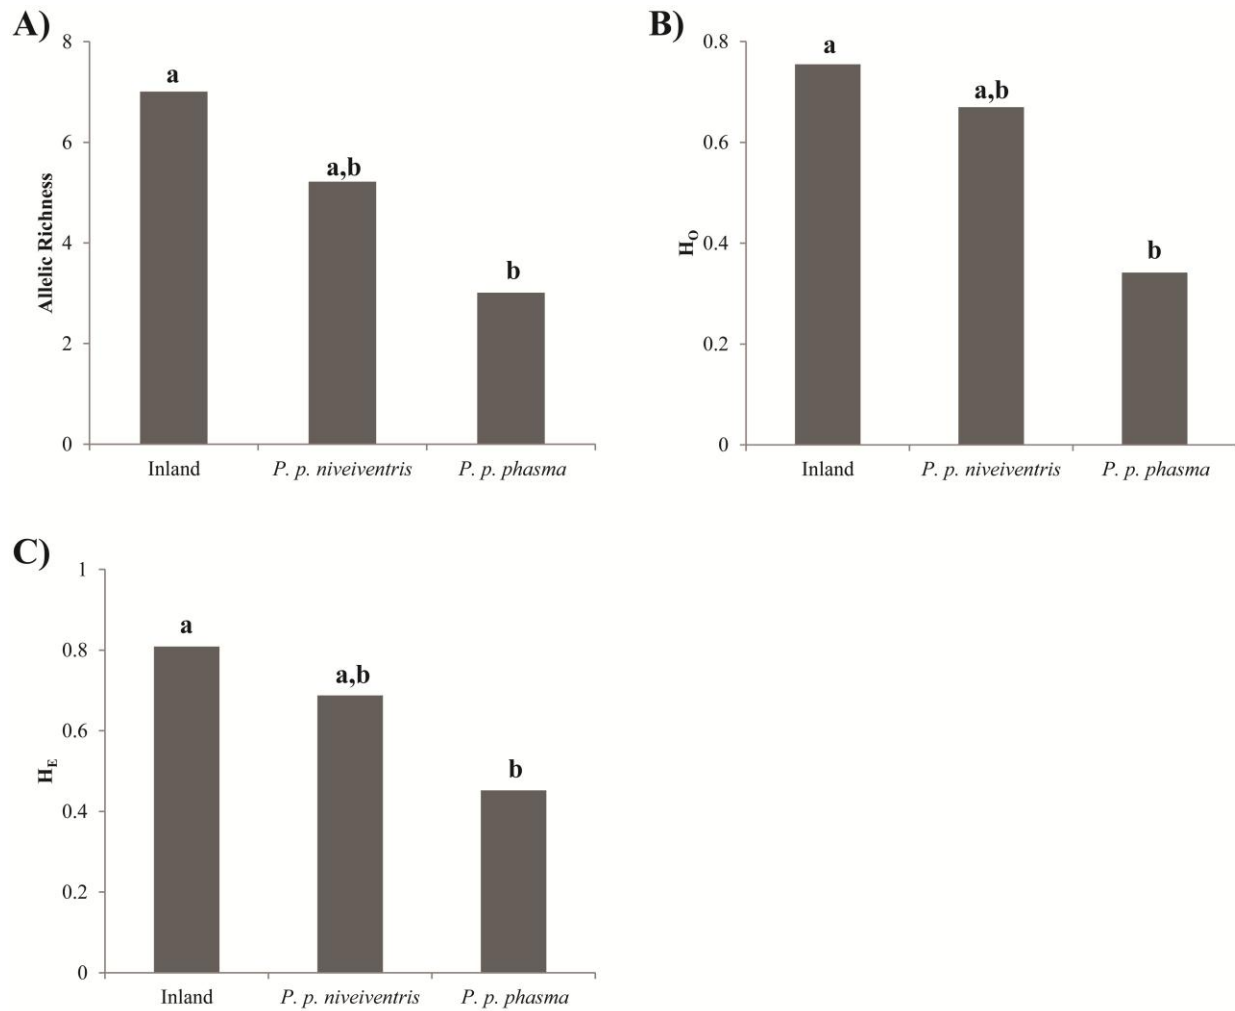 A)
8
6
4
2
0
Allelic Richness
a
a,b
b
Inland
P. p. niveiventris
P. p. phasma
B)
0.8
0.6
0.4
0.2
0
HO
a
a,b
b
Inland
P. p. niveiventris
P. p. phasma
C)
1
0.8
0.6
0.4
0.2
0
HE
a
a,b
b
Inland
P. p. niveiventris
P. p. phasma